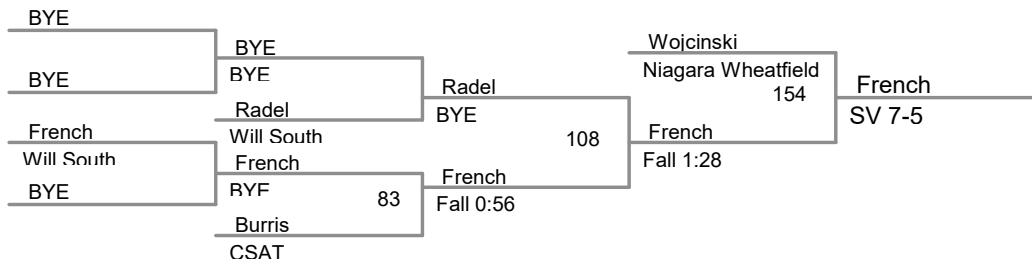 BYE
BYE
French
Will South
BYE
BYE
BYE
Radel
Will South
French
BYE
Burris
CSAT
83
Radel
BYE
French
Fall 0:56
108
Wojcinski
Niagara Wheatfield
French
Fall 1:28
154
French
SV 7-5